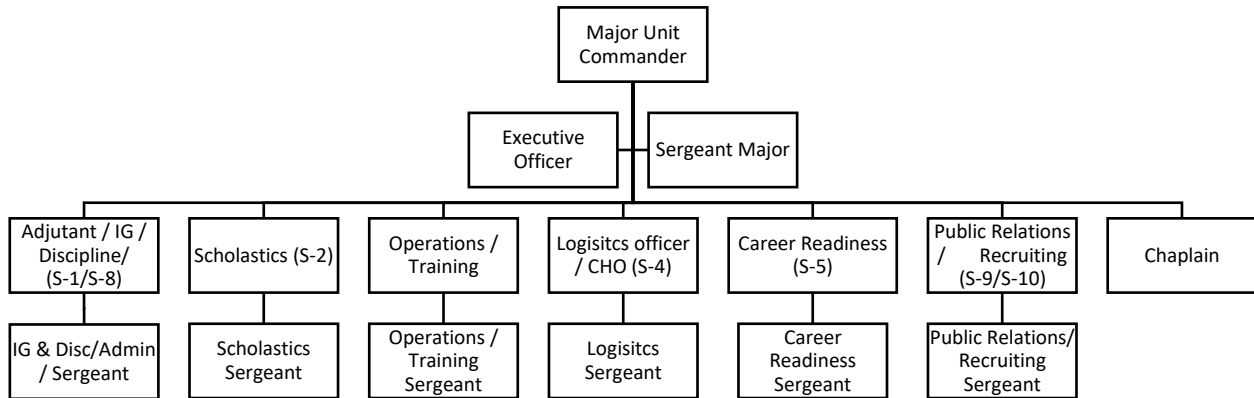 Major Unit
Commander
Executive
Officer
Sergeant Major
Adjutant / IG /
Discipline/
(S-1/S-8)
Scholastics (S-2)
Operations /
Training
Logisitcs officer
/ CHO (S-4)
Career Readiness
(S-5)
Public Relations
/ Recruiting
(S-9/S-10)
Chaplain
IG & Disc/Admin
/ Sergeant
Scholastics
Sergeant
Operations /
Training
Sergeant
Logisitcs
Sergeant
Career
Readiness
Sergeant
Public Relations/
Recruiting
Sergeant